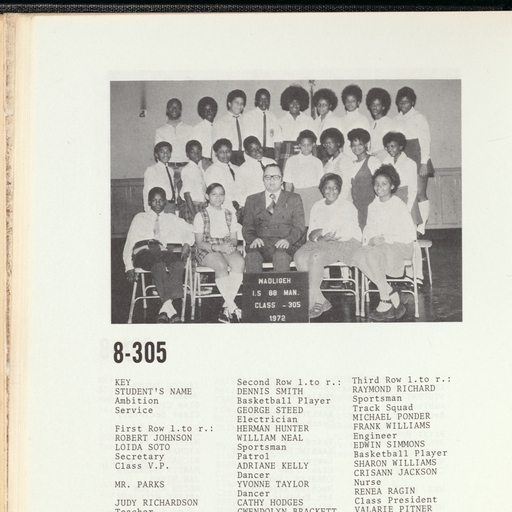 WADLIGEH
I.S 88 MAN.
CLASS - 305
1972
8-305
KEY
STUDENT'S NAME
Ambition
Service
First Row l.to r.:
ROBERT JOHNSON
LOIDA SOTO
Secretary
Class V.P.
MR. PARKS
JUDY RICHARDSON
Teacher
Second Row l.to r.:
DENNIS SMITH
Basketball Player
GEORGE STEED
Electrician
HERMAN HUNTER
WILLIAM NEAL
Sportsman
Patrol
ADRIANE KELLY
Dancer
YVONNE TAYLOR
Dancer
CATHY HODGES
GWENDOLYN BRACKETT
Third Row l.to r.:
RAYMOND RICHARD
Sportsman
Track Squad
MICHAEL PONDER
FRANK WILLIAMS
Engineer
EDWIN SIMMONS
Basketball Player
SHARON WILLIAMS
CRISANN JACKSON
Nurse
RENEA RAGIN
Class President
VALARIE PITNER